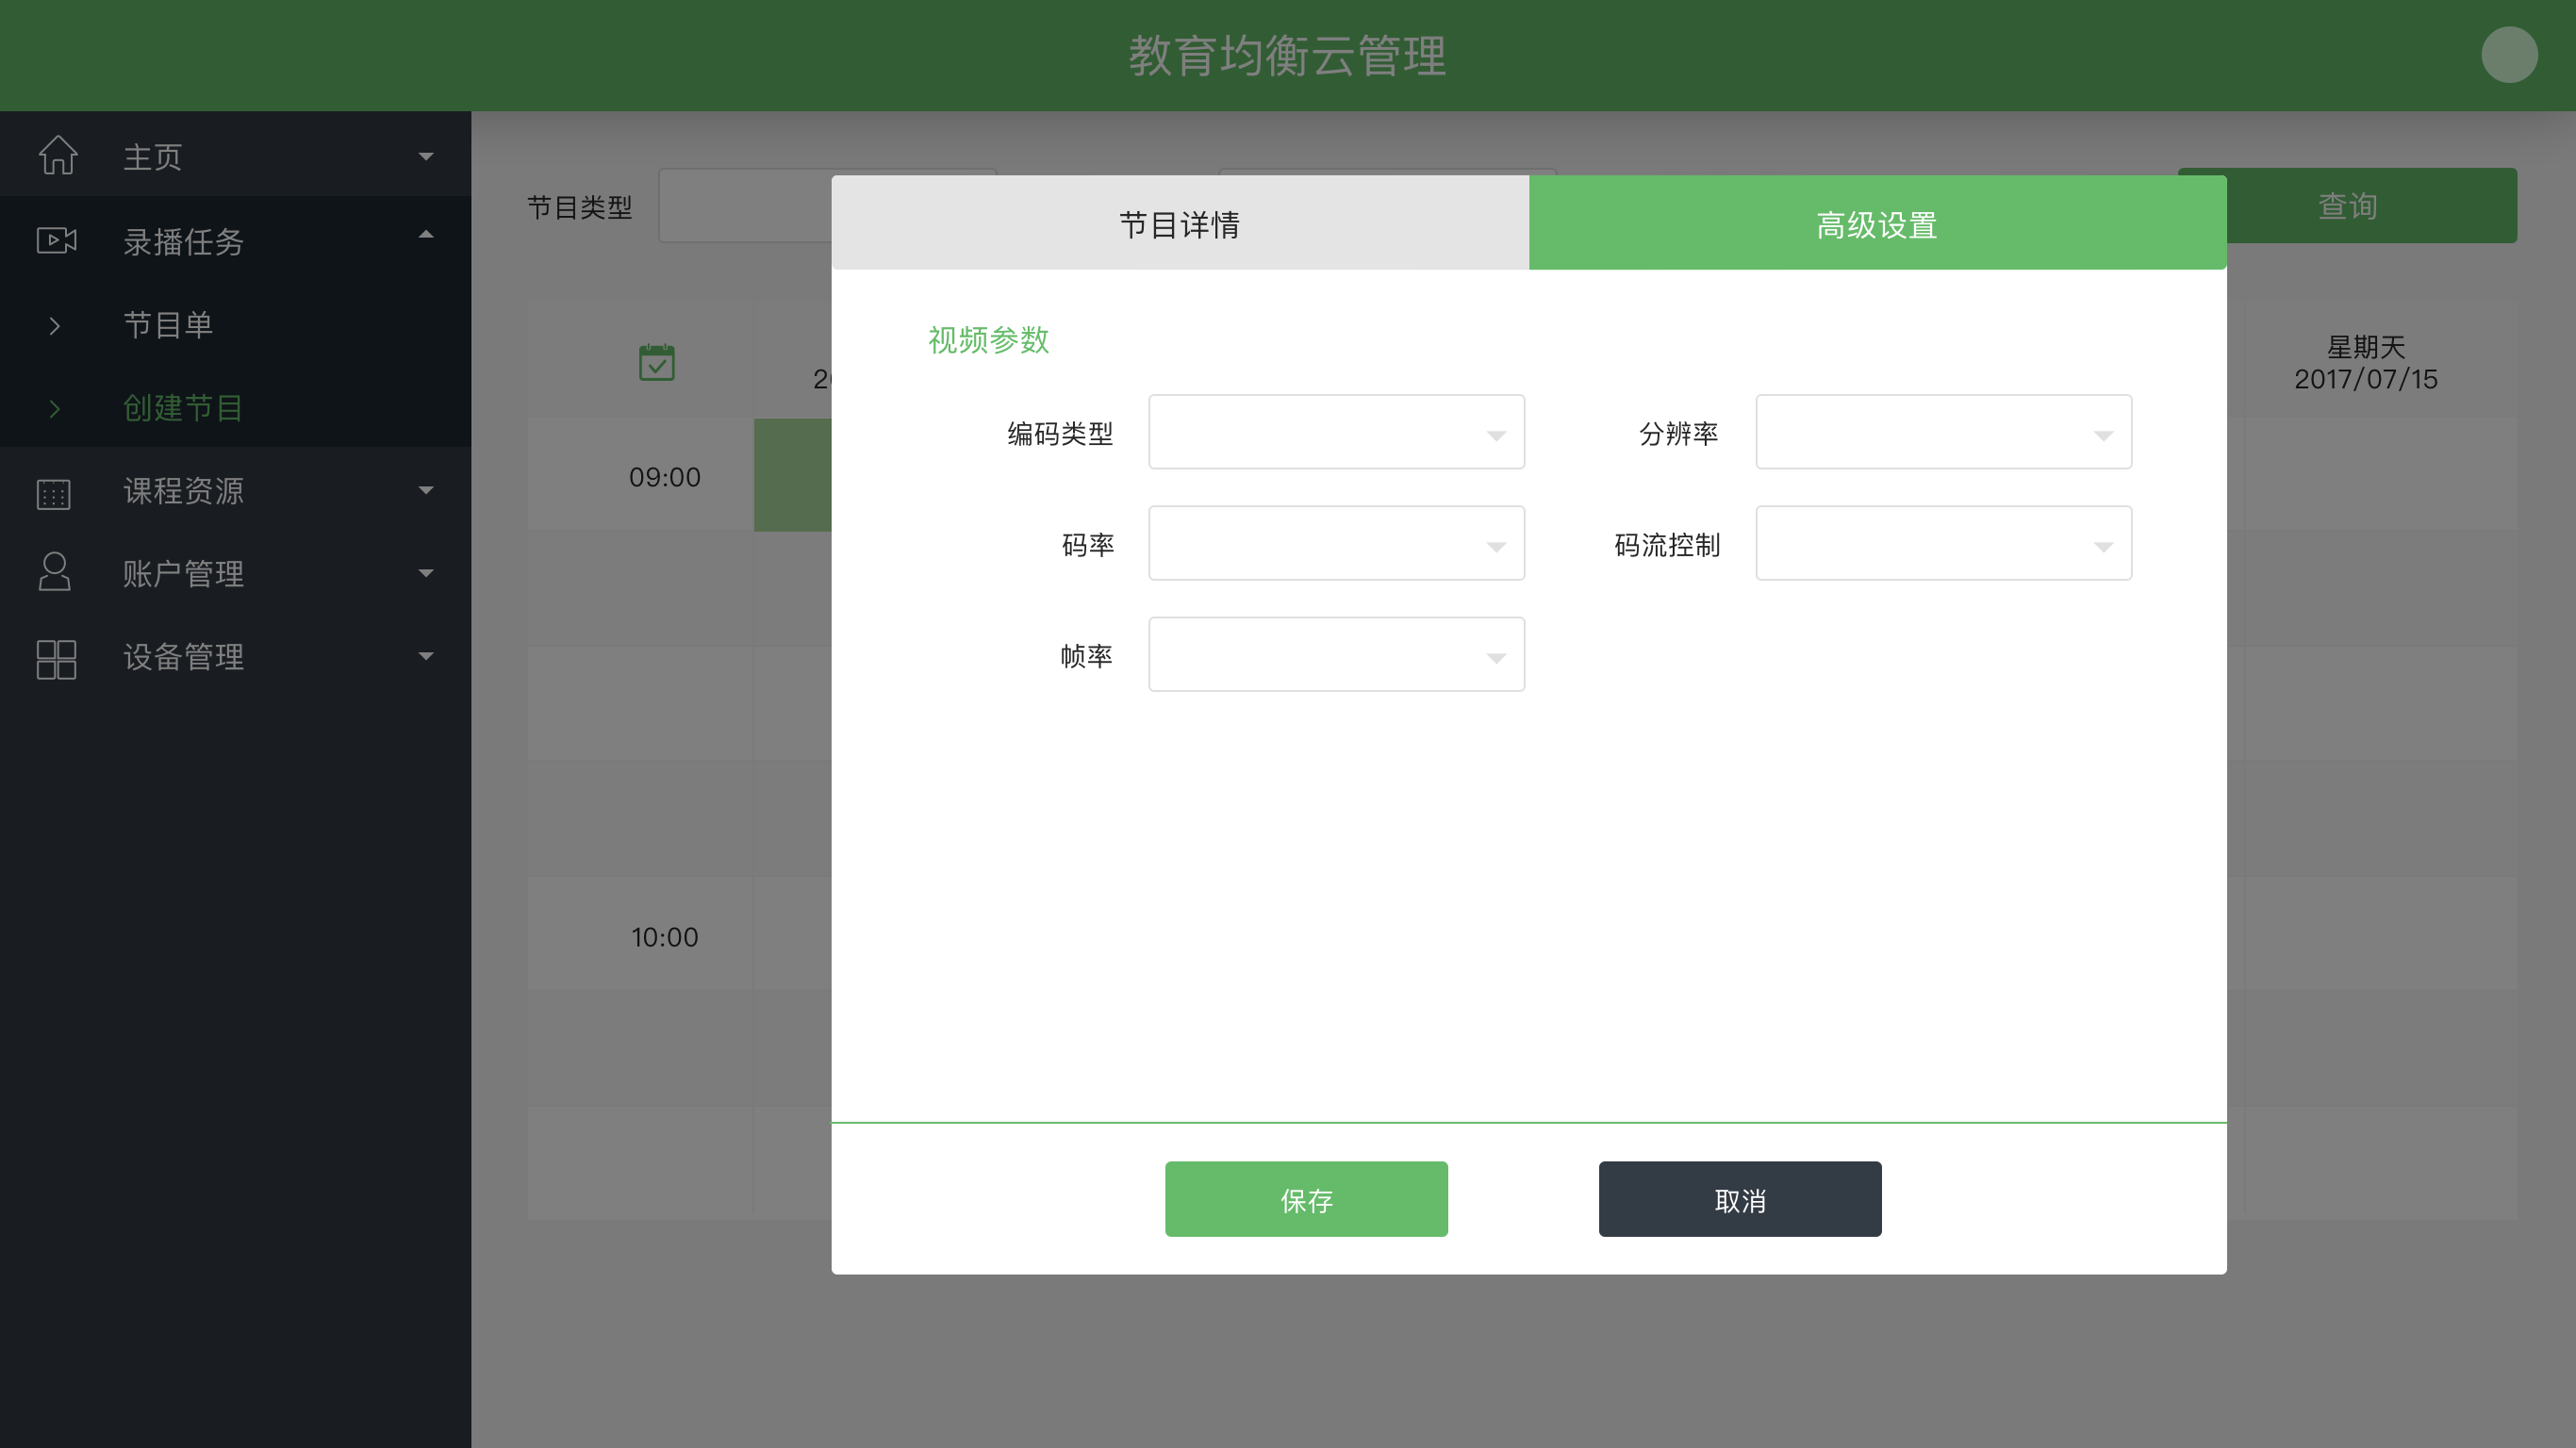 教育均衡云管理
主页
录播任务
节目单
创建节目
课程资源
账户管理
设备管理
节目类型
查询
节目详情
高级设置
视频参数
编码类型
分辨率
码率
码流控制
帧率
保存
取消
星期天
2017/07/15
09:00
10:00